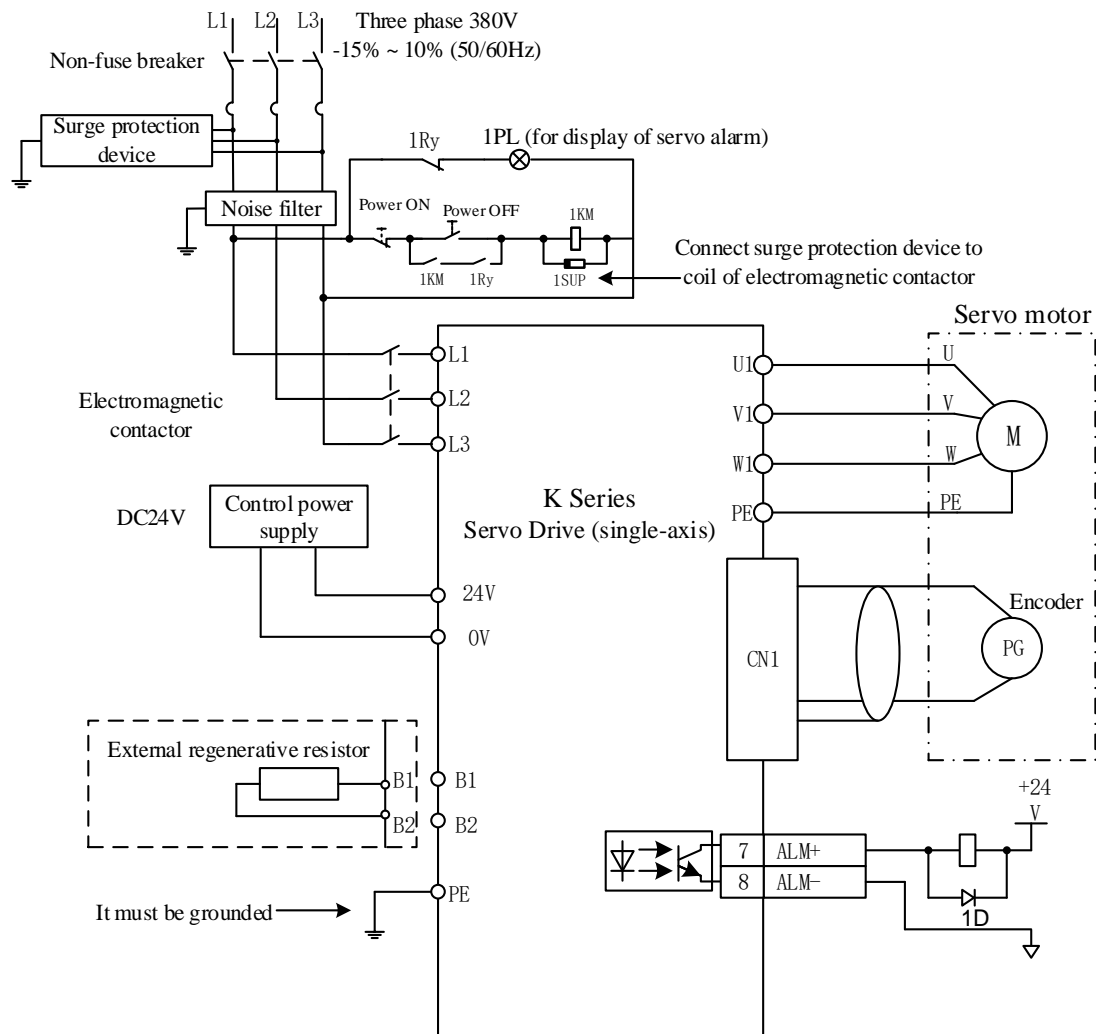 L1 L2 L3 Three phase 380V
-15% ~ 10% (50/60Hz)
Non-fuse breaker
Surge protection
device
1Ry 1PL (for display of servo alarm)
Noise filter
Power ON Power OFF 1KM
1KM 1Ry 1SUP
Connect surge protection device to
coil of electromagnetic contactor
Servo motor
L1
L2
L3
Electromagnetic
contactor
U1 U
V1 V
W1 W
PE PE
M
K Series
Servo Drive (single-axis)
DC24V
Control power
supply
24V
0V
CN1
Encoder
PG
External regenerative resistor
B1 B1
B2 B2
PE
It must be grounded
+24
V
7 ALM+
8 ALM-
1D